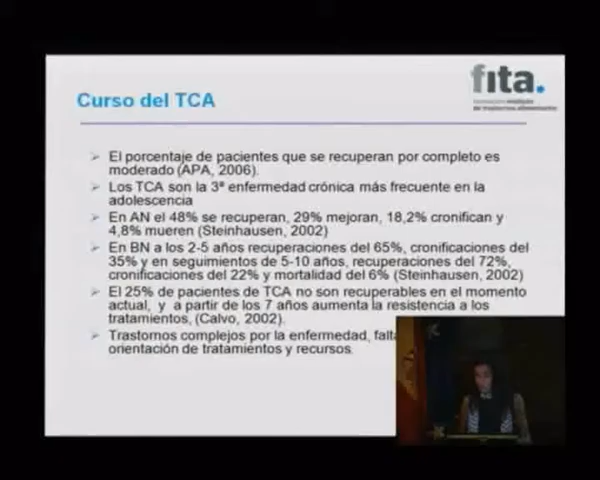 fita.
Curso del TCA
El porcentaje de pacientes que se recuperan por completo es
moderado (APA, 2006).
Los TCA son la 3ª enfermedad crónica más frecuente en la
adolescencia
En AN el 48% se recuperan, 29% mejoran, 18,2% cronifican y
4,8% mueren (Steinhausen, 2002)
En BN a los 2-5 años recuperaciones del 65%, cronificaciones del
35% y en seguimientos de 5-10 años, recuperaciones del 72%,
cronificaciones del 22% y mortalidad del 6% (Steinhausen, 2002)
El 25% de pacientes de TCA no son recuperables en el momento
actual, y a partir de los 7 años aumenta la resistencia a los
tratamientos, (Calvo, 2002).
Trastornos complejos por la enfermedad,
orientación de tratamientos y recursos.